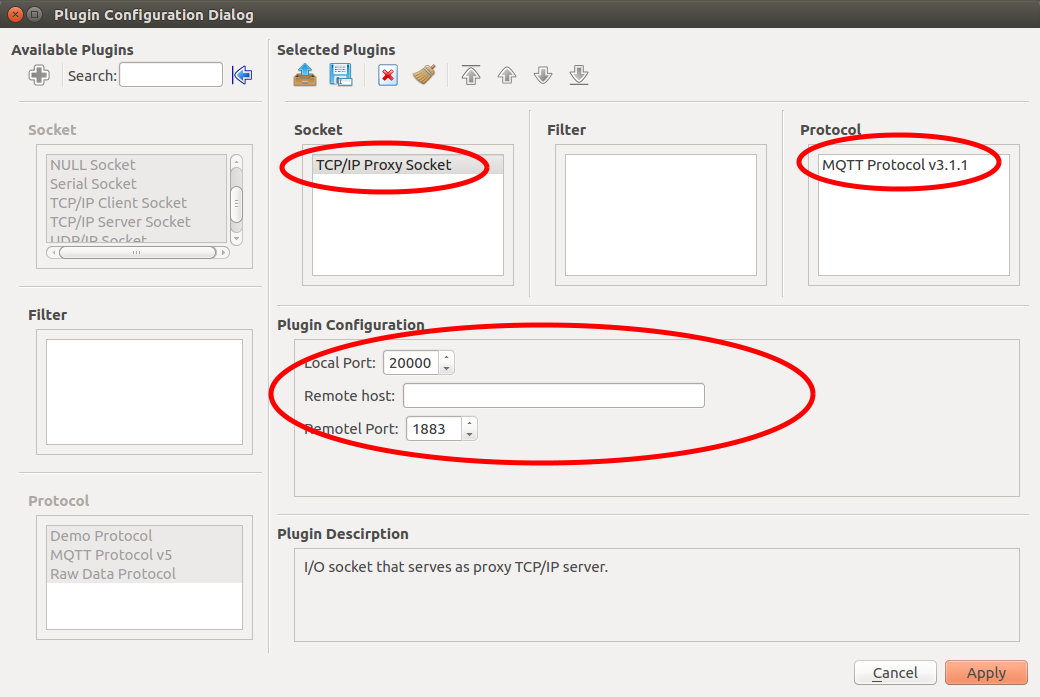 Plugin Configuration Dialog
Available Plugins
Search:
Socket
NULL Socket
Serial Socket
TCP/IP Client Socket
TCP/IP Server Socket
UDP/IP Socket
Filter
Protocol
Demo Protocol
MQTT Protocol v5
Raw Data Protocol
Selected Plugins
Socket
TCP/IP Proxy Socket
Filter
Protocol
MQTT Protocol v3.1.1
Plugin Configuration
Local Port: 20000
Remote host:
Remotel Port: 1883
Plugin Descirption
I/O socket that serves as proxy TCP/IP server.
Cancel Apply